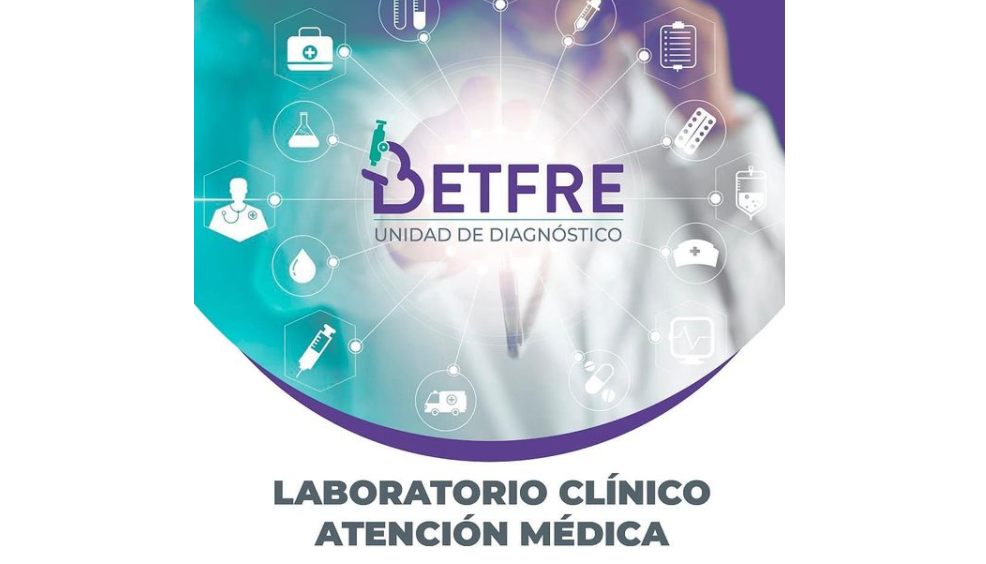 BETFRE
UNIDAD DE DIAGNÓSTICO
LABORATORIO CLÍNICO
ATENCIÓN MÉDICA